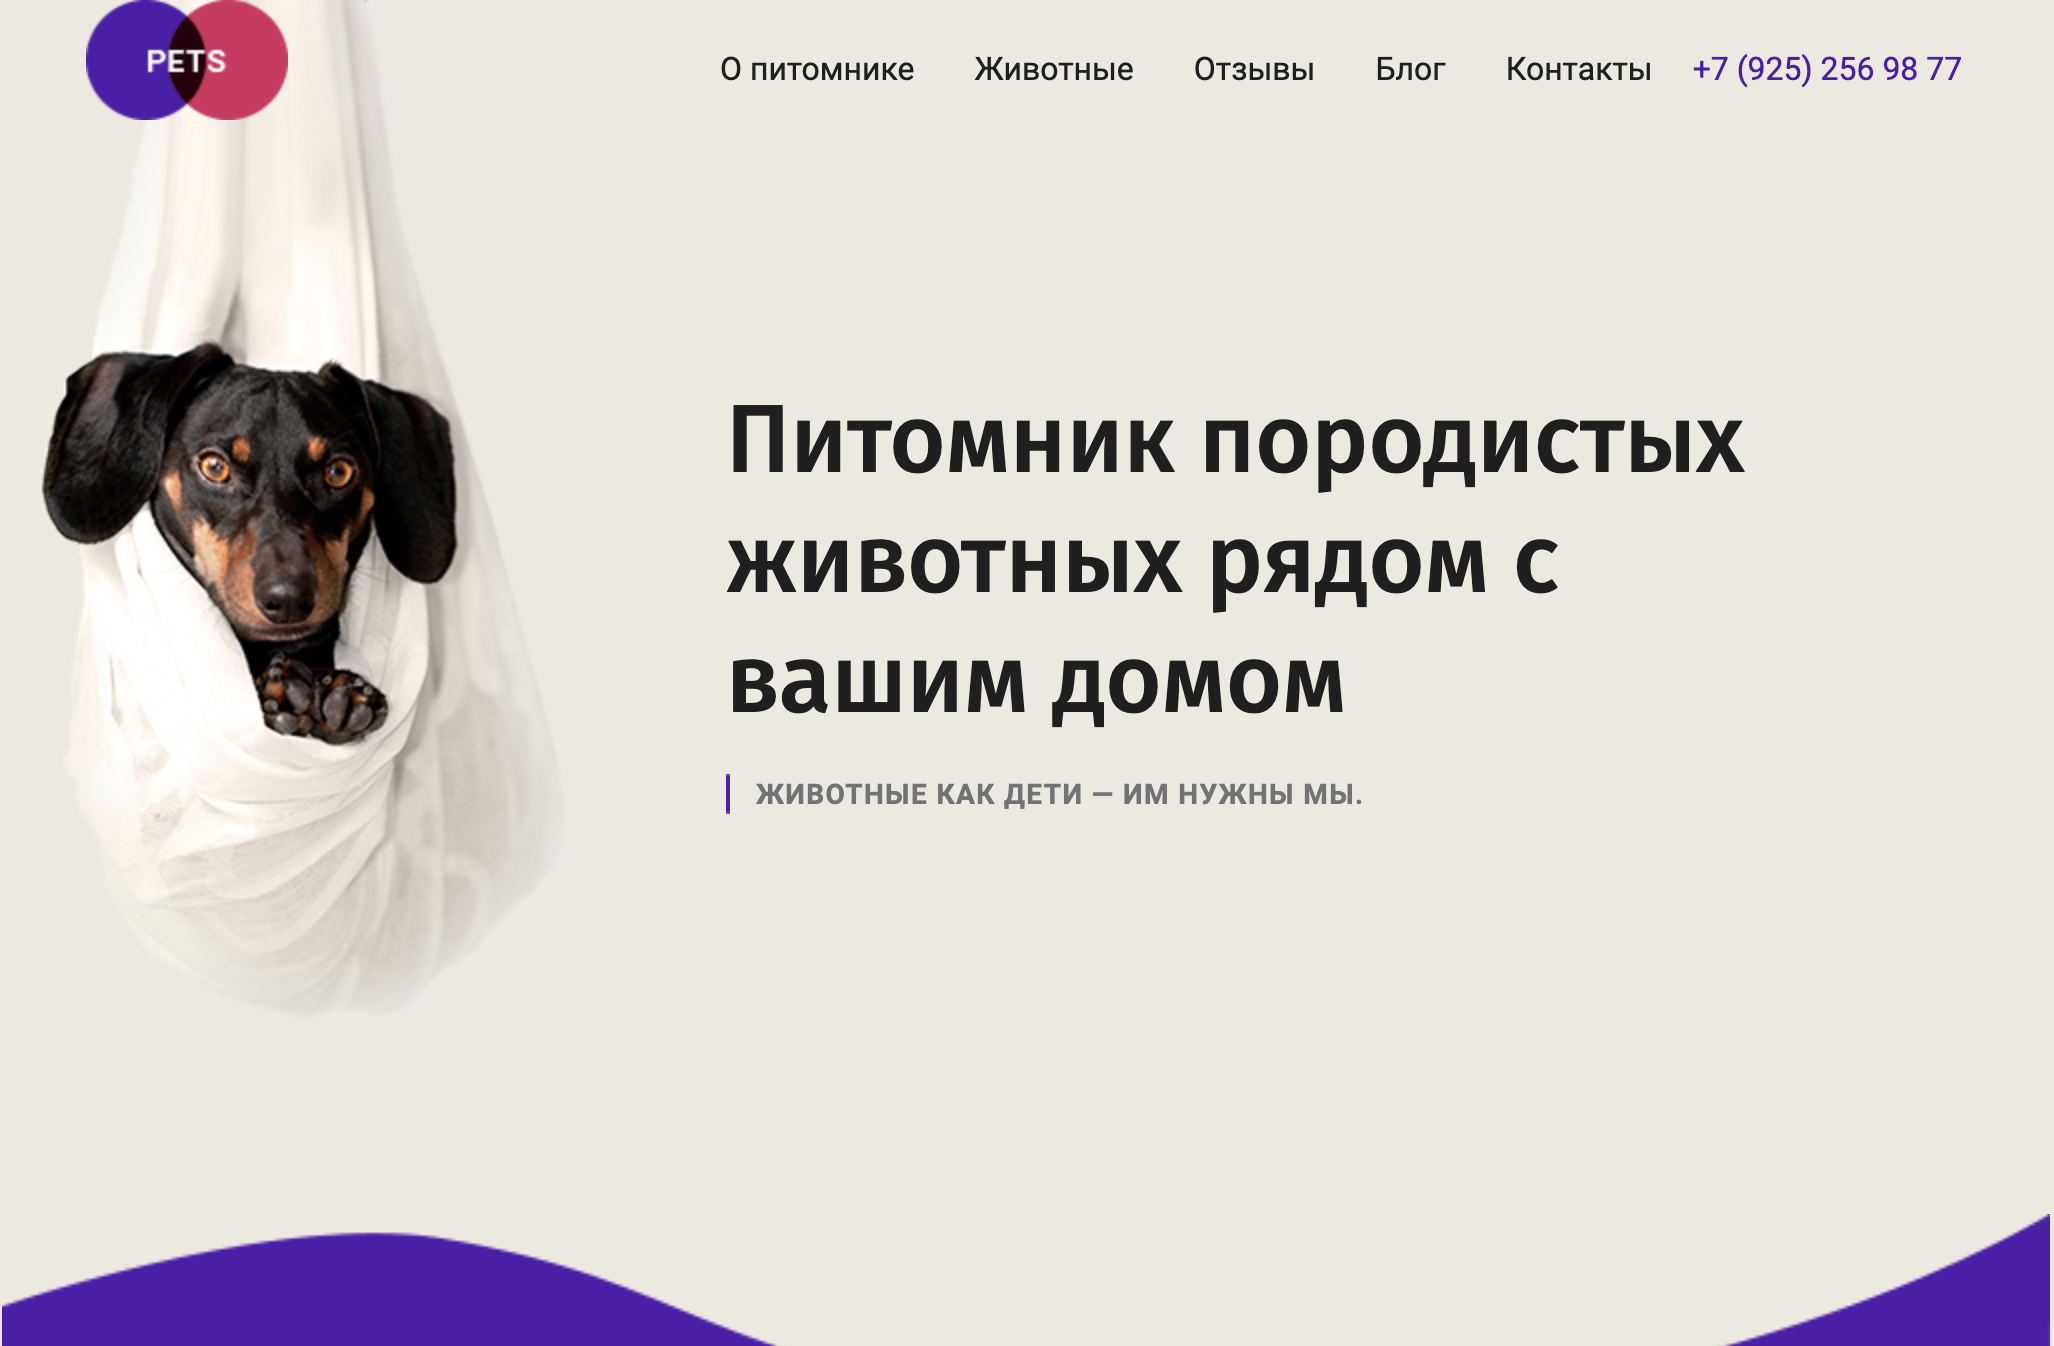 PETS
О питомнике Животные Отзывы Блог Контакты +7 (925) 256 98 77
Питомник породистых
животных рядом с
вашим домом
ЖИВОТНЫЕ КАК ДЕТИ — ИМ НУЖНЫ МЫ.